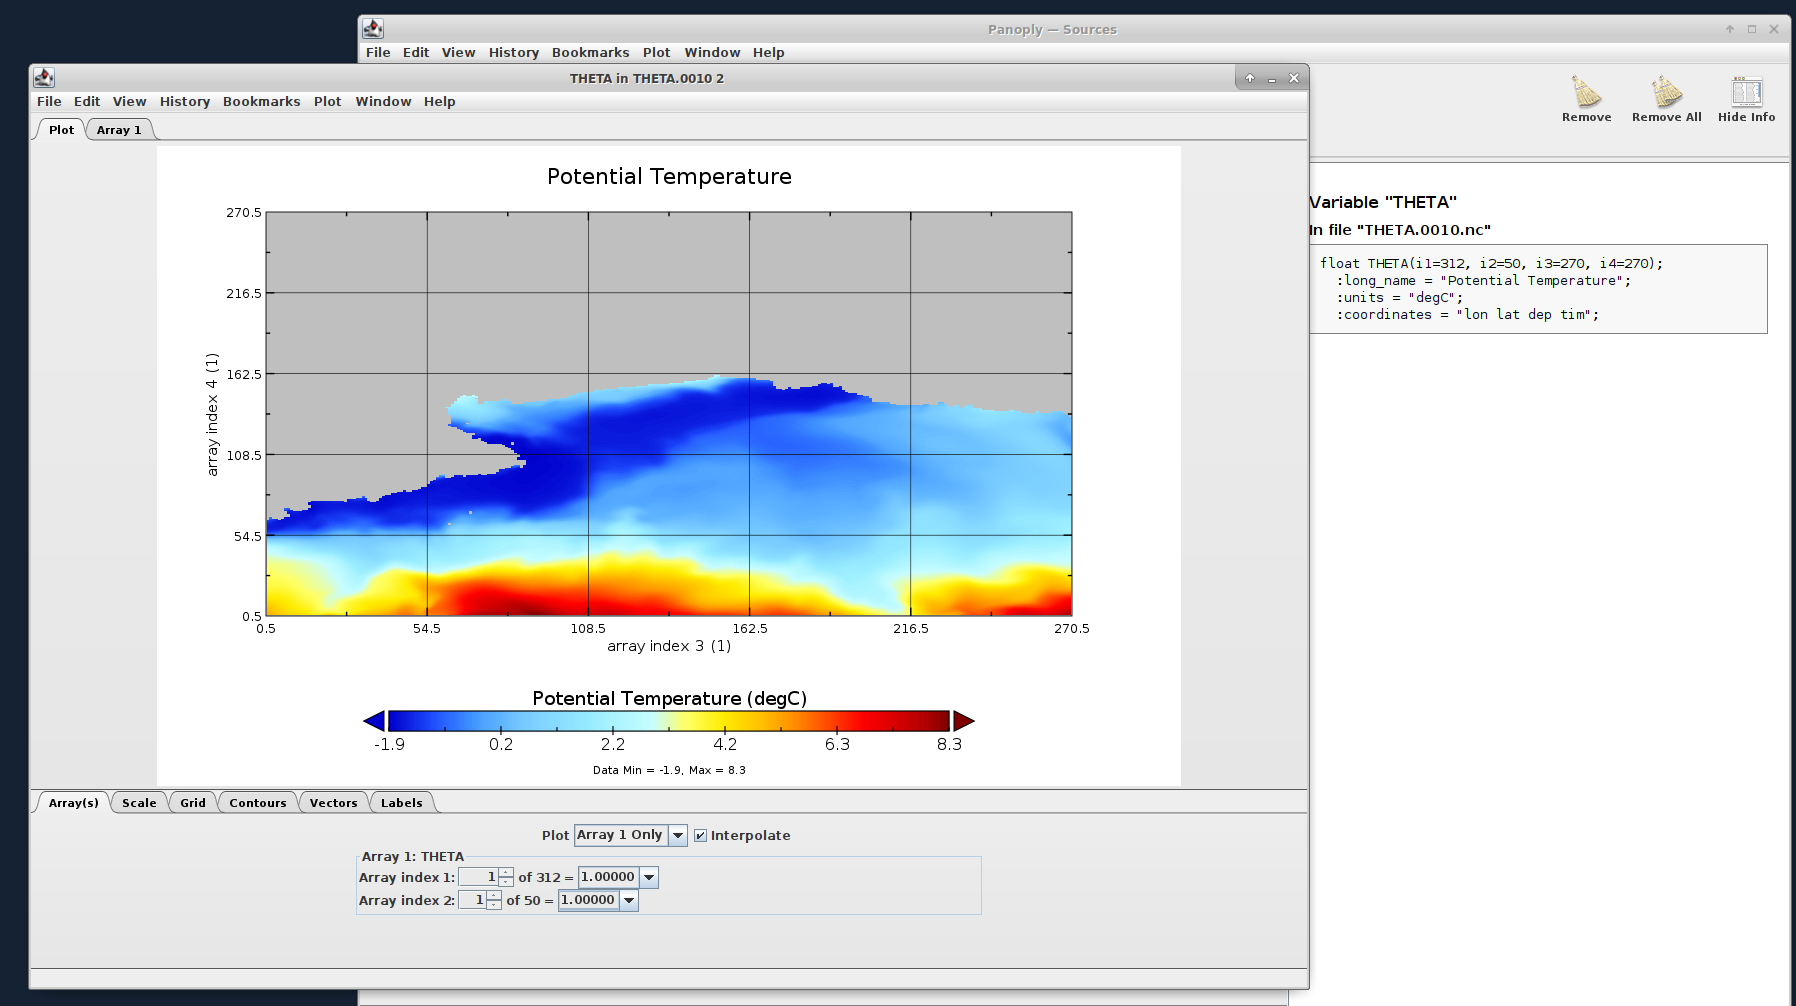 Panoply — Sources
File Edit View History Bookmarks Plot Window Help
THETA in THETA.0010 2
File Edit View History Bookmarks Plot Window Help
Plot Array 1
Remove Remove All Hide Info
Potential Temperature
270.5
216.5
162.5
108.5
54.5
0.5
array index 4 (1)
0.5 54.5 108.5 162.5 216.5 270.5
array index 3 (1)
Potential Temperature (degC)
-1.9 0.2 2.2 4.2 6.3 8.3
Data Min = -1.9, Max = 8.3
Variable "THETA"
In file "THETA.0010.nc"
float THETA(i1=312, i2=50, i3=270, i4=270);
:long_name = "Potential Temperature";
:units = "degC";
:coordinates = "lon lat dep tim";
Array(s) Scale Grid Contours Vectors Labels
Plot Array 1 Only Interpolate
Array 1: THETA
Array index 1: 1 of 312 = 1.00000
Array index 2: 1 of 50 = 1.00000